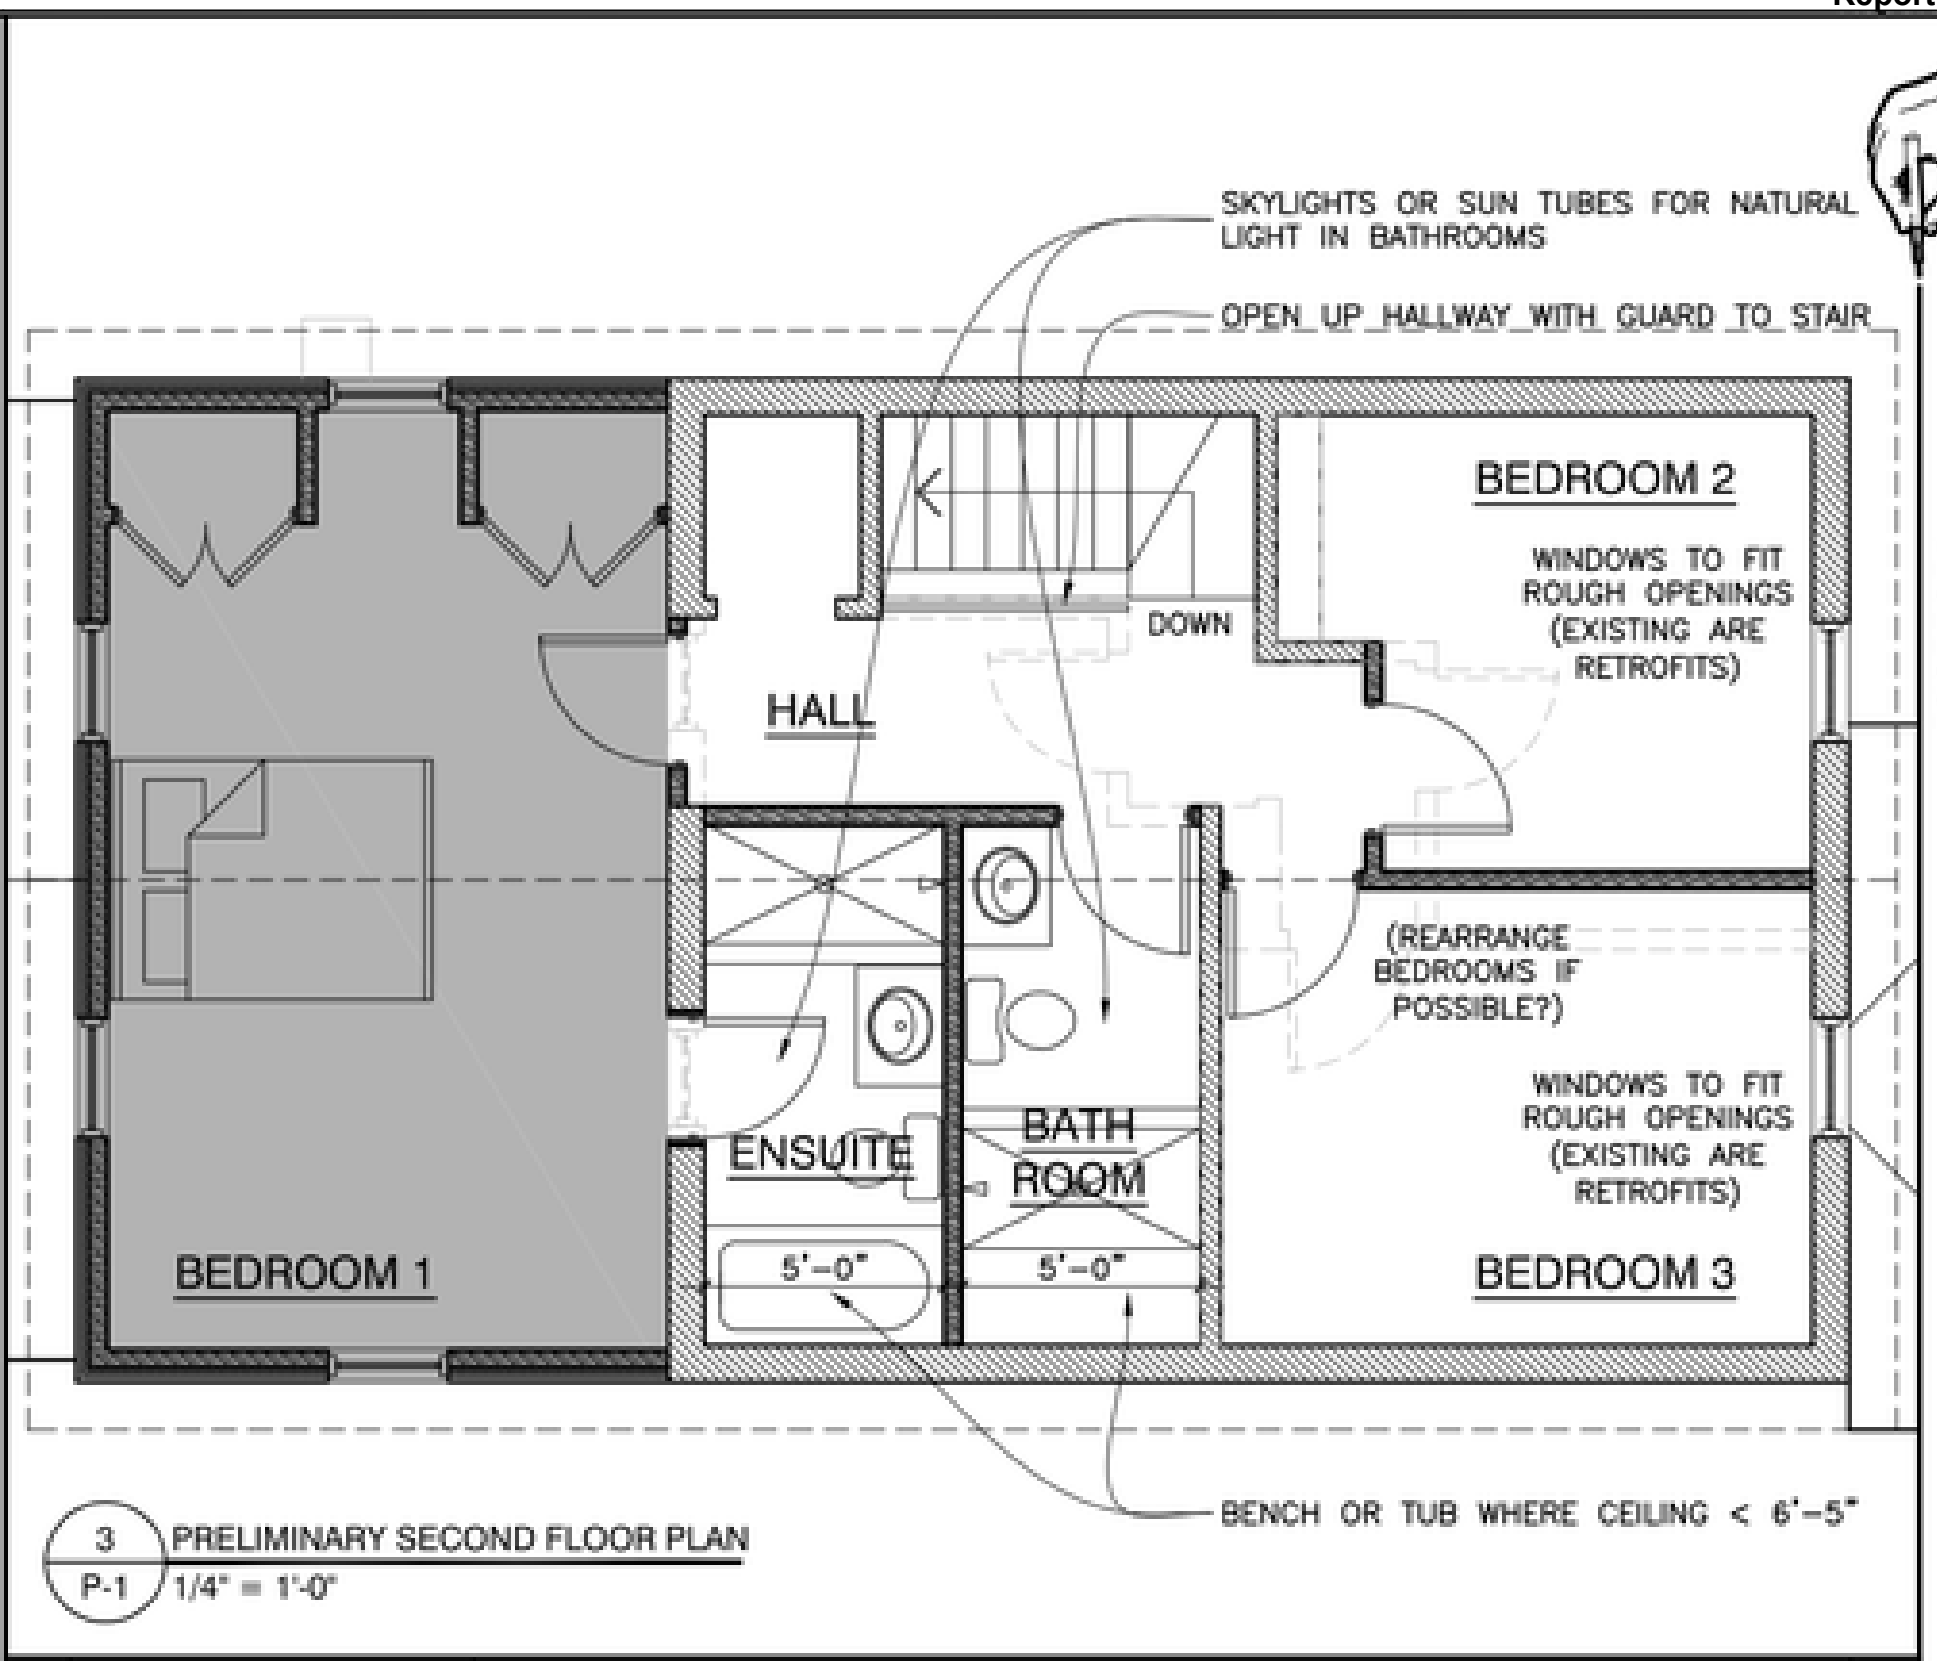 Report
SKYLIGHTS OR SUN TUBES FOR NATURAL
LIGHT IN BATHROOMS
OPEN UP HALLWAY WITH GUARD TO STAIR
BEDROOM 2
WINDOWS TO FIT
ROUGH OPENINGS
(EXISTING ARE
RETROFITS)
DOWN
HALL
(REARRANGE
BEDROOMS IF
POSSIBLE?)
WINDOWS TO FIT
ROUGH OPENINGS
(EXISTING ARE
RETROFITS)
BATH
ROOM
ENSUITE
5'-0"
5'-0"
BEDROOM 1
BEDROOM 3
BENCH OR TUB WHERE CEILING < 6'-5"
3
P-1
PRELIMINARY SECOND FLOOR PLAN
1/4" = 1'-0"